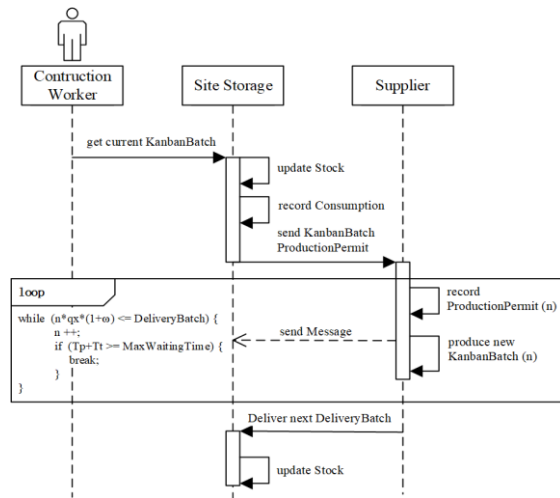 Contruction
Worker
Site Storage
Supplier
get current KanbanBatch
update Stock
record Consumption
send KanbanBatch
ProductionPermit
loop
while (n*qx*(1+ω) <= DeliveryBatch) {
n ++;
if (Tp+Tt >= MaxWaitingTime) {
break;
}
}
record
ProductionPermit (n)
send Message
produce new
KanbanBatch (n)
Deliver next DeliveryBatch
update Stock